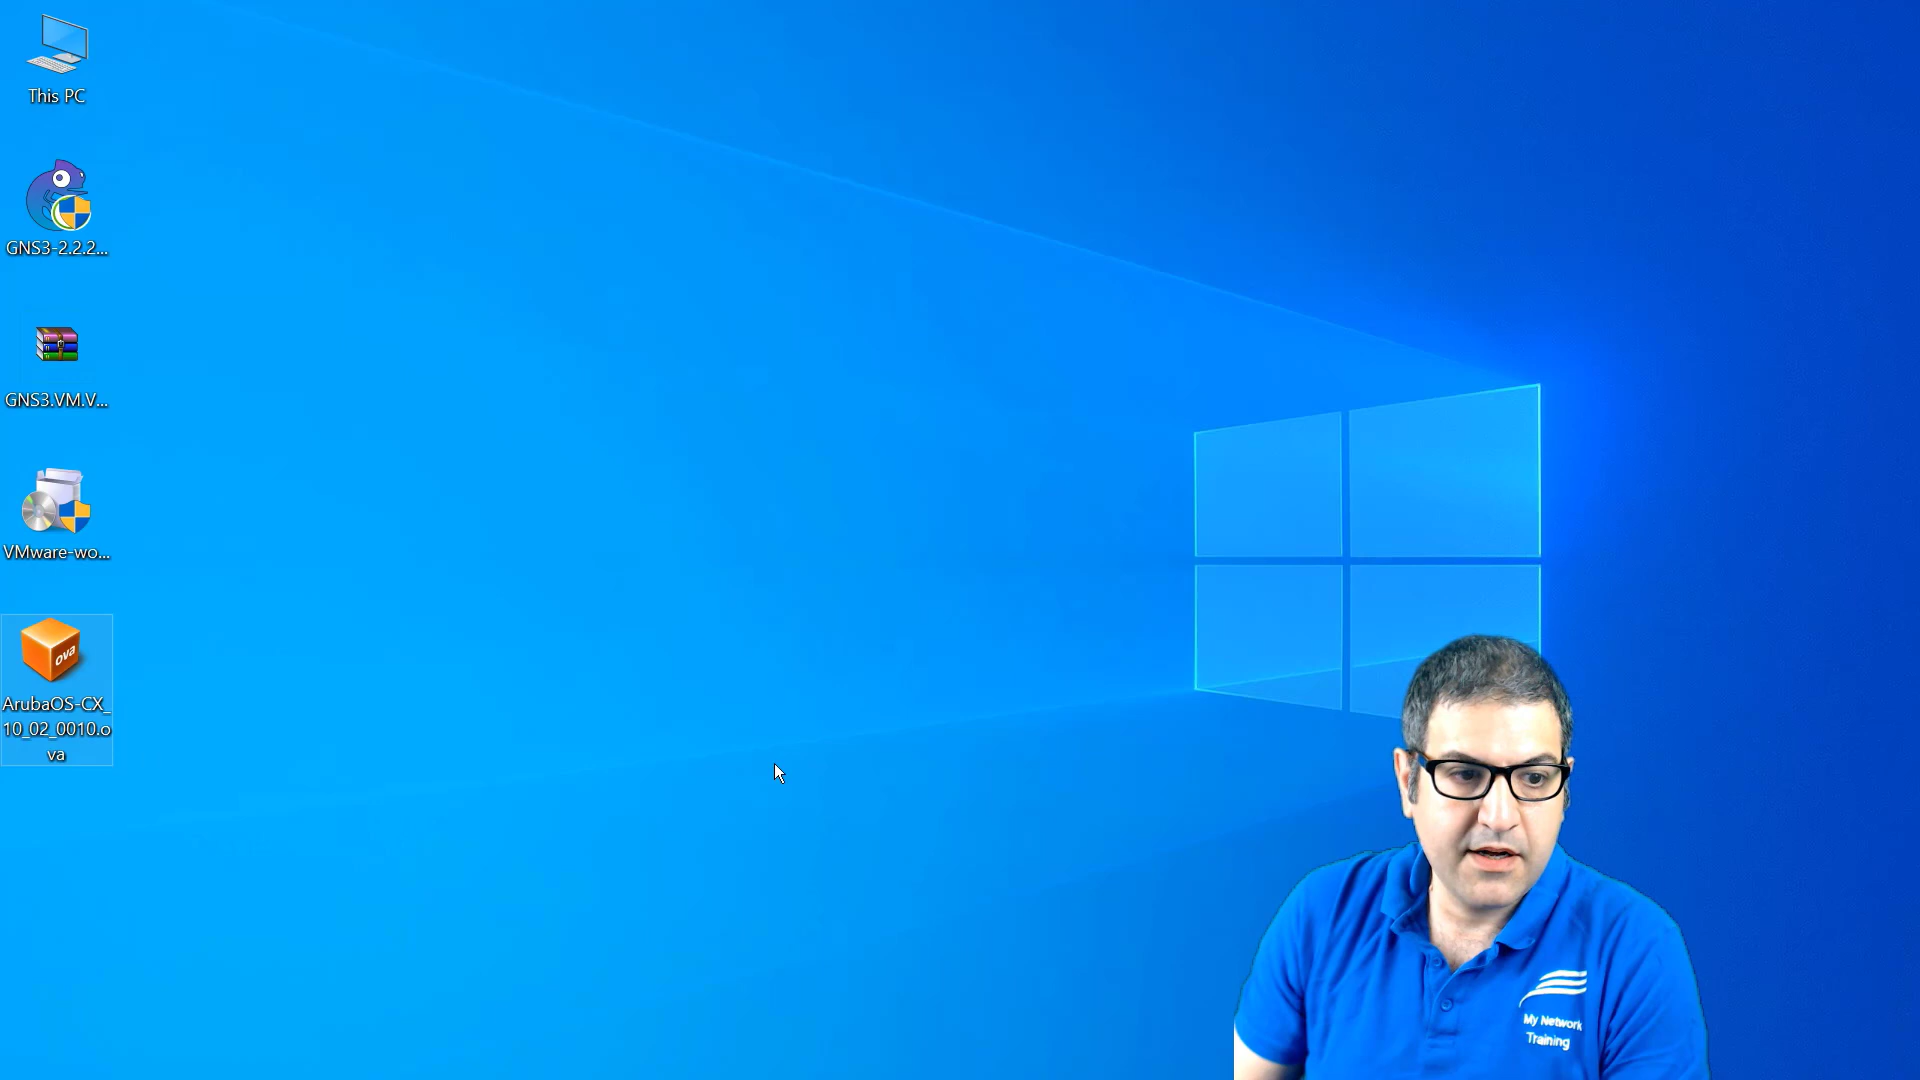 This PC
GNS3-2.2.2...
GNS3.VM.V...
VMware-wo...
ova
ArubaOS-CX_
10_02_0010.o
va
My Network
Training